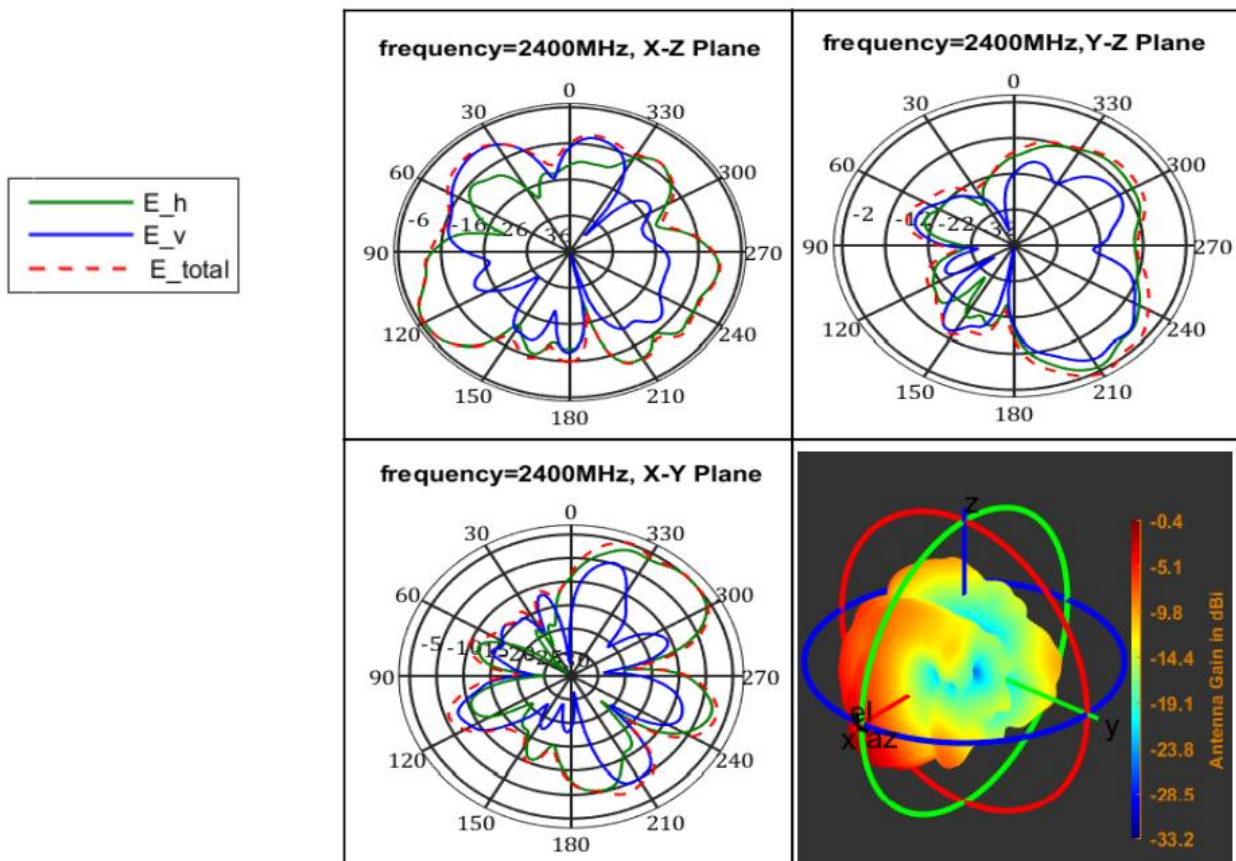 E_h
E_v
E_total
frequency=2400MHz, X-Z Plane
0
30 330
60 300
-6 -16 -26
90 270
120 240
150 210
180
frequency=2400MHz,Y-Z Plane
0
30 330
60 300
-2 -22
90 270
120 240
150 210
180
frequency=2400MHz, X-Y Plane
0
30 330
60 300
-5
90 270
120 240
150 210
180
z
y
x
el
az
-0.4
-5.1
-9.8
-14.4
-19.1
-23.8
-28.5
-33.2
Antenna Gain in dBi